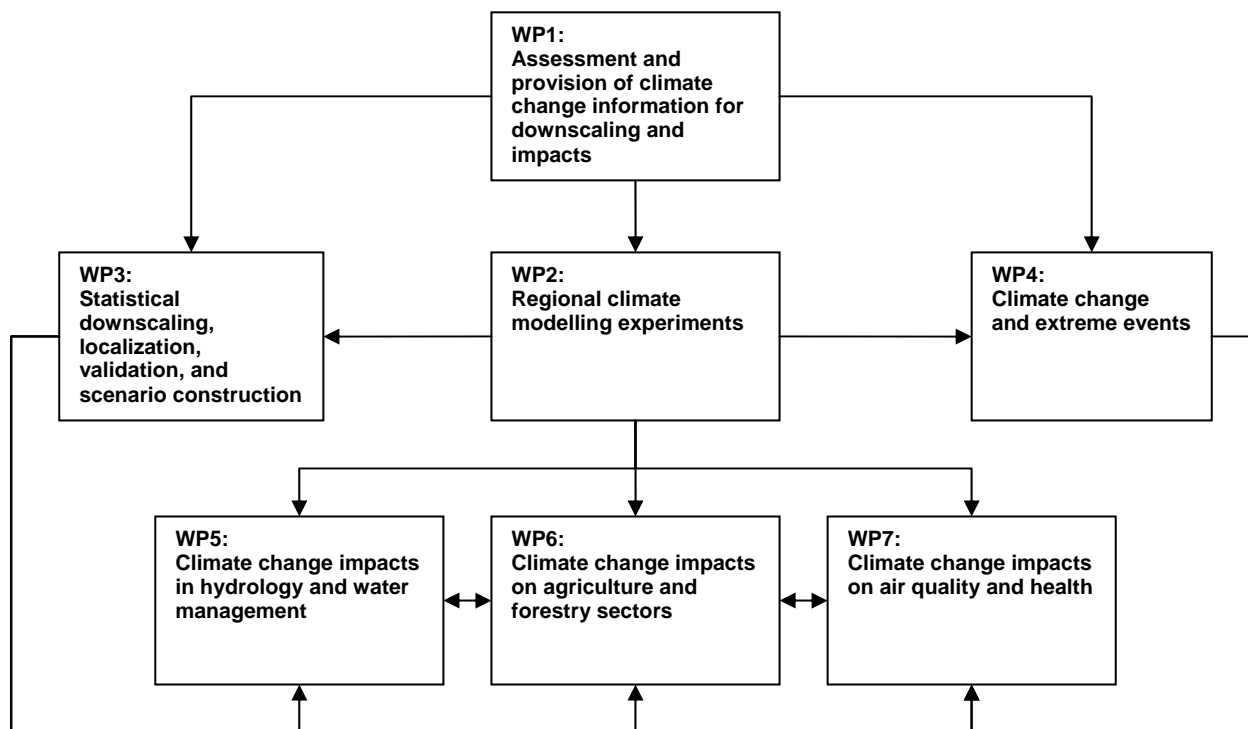 WP1:
Assessment and
provision of climate
change information for
downscaling and
impacts
WP3:
Statistical
downscaling,
localization,
validation, and
scenario construction
WP2:
Regional climate
modelling experiments
WP4:
Climate change
and extreme events
WP5:
Climate change impacts
in hydrology and water
management
WP6:
Climate change impacts
on agriculture and
forestry sectors
WP7:
Climate change impacts
on air quality and health